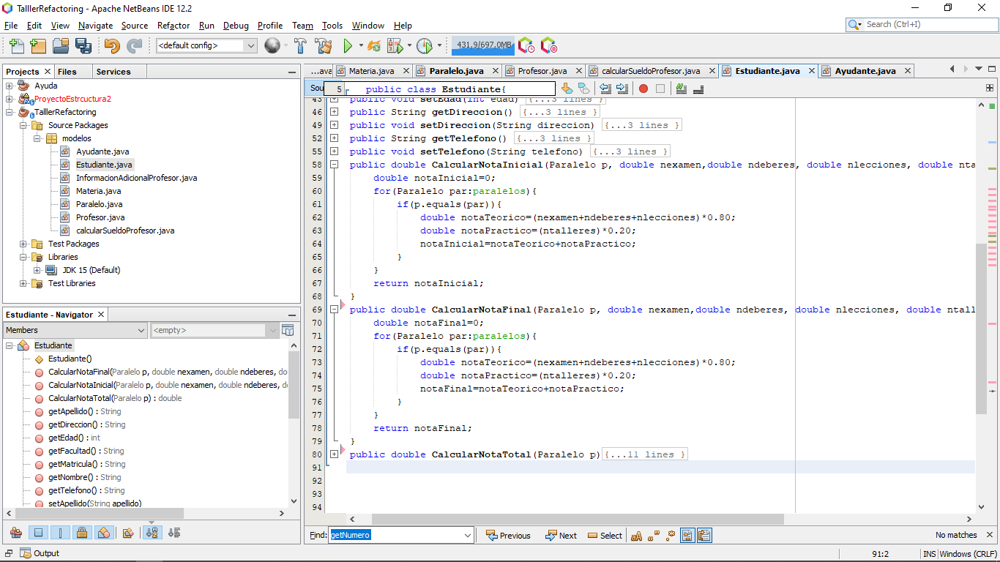 TalllerRefactoring - Apache NetBeans IDE 12.2
File Edit View Navigate Source Refactor Run Debug Profile Team Tools Window Help
Search (Ctrl+I)
<default config>
431,9/697,0MB
Projects Files Services
Ayuda
ProyectoEstrcuctura2
TalllerRefactoring
Source Packages
modelos
Ayudante.java
Estudiante.java
InformacionAdicionalProfesor.java
Materia.java
Paralelo.java
Profesor.java
calcularSueldoProfesor.java
Test Packages
Libraries
JDK 15 (Default)
Test Libraries
Estudiante - Navigator
Members
<empty>
Estudiante
Estudiante()
CalcularNotaFinal(Paralelo p, double nexamen, double ndeberes, do
CalcularNotaInicial(Paralelo p, double nexamen, double ndeberes, d
CalcularNotaTotal(Paralelo p) : double
getApellido() : String
getDireccion() : String
getEdad() : int
getFacultad() : String
getMatricula() : String
getNombre() : String
getTelefono() : String
setApellido(String apellido)
...ava Materia.java Paralelo.java Profesor.java calcularSueldoProfesor.java Estudiante.java Ayudante.java
Sou 5 public class Estudiante{
43 public void setEdad(int edad) {...3 lines }
46 public String getDireccion() {...3 lines }
49 public void setDireccion(String direccion) {...3 lines }
52 public String getTelefono() {...3 lines }
55 public void setTelefono(String telefono) {...3 lines }
58 public double CalcularNotaInicial(Paralelo p, double nexamen,double ndeberes, double nlecciones, double nta
59 double notaInicial=0;
60 for(Paralelo par:paralelos){
61 if(p.equals(par)){
62 double notaTeorico=(nexamen+ndeberes+nlecciones)*0.80;
63 double notaPractico=(ntalleres)*0.20;
64 notaInicial=notaTeorico+notaPractico;
65 }
66 }
67 return notaInicial;
68 }
69 public double CalcularNotaFinal(Paralelo p, double nexamen,double ndeberes, double nlecciones, double ntall
70 double notaFinal=0;
71 for(Paralelo par:paralelos){
72 if(p.equals(par)){
73 double notaTeorico=(nexamen+ndeberes+nlecciones)*0.80;
74 double notaPractico=(ntalleres)*0.20;
75 notaFinal=notaTeorico+notaPractico;
76 }
77 }
78 return notaFinal;
79 }
80 public double CalcularNotaTotal(Paralelo p){...11 lines }
91
92
93
94
Find: getNumero Previous Next Select No matches
Output
91:2 INS Windows (CRLF)